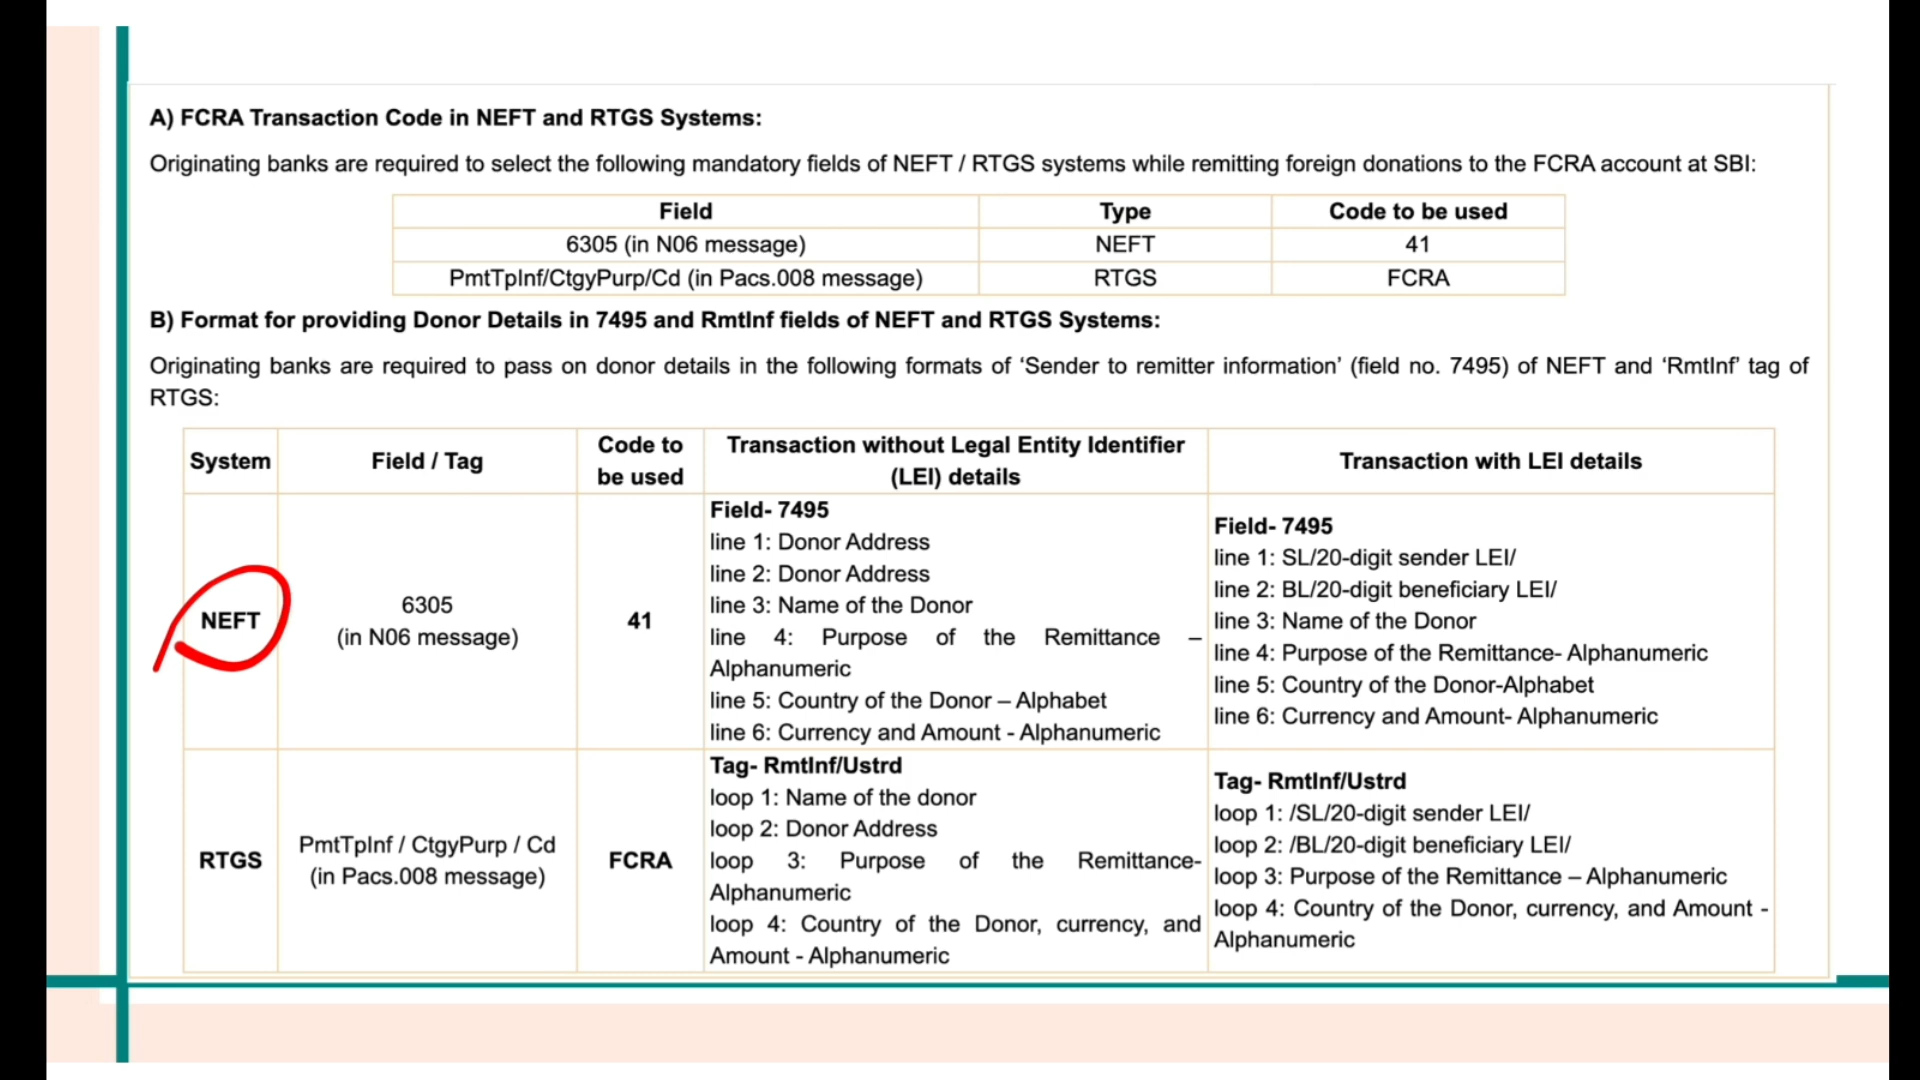 A) FCRA Transaction Code in NEFT and RTGS Systems:
Originating banks are required to select the following mandatory fields of NEFT / RTGS systems while remitting foreign donations to the FCRA account at SBI:
Field Type Code to be used
6305 (in N06 message) NEFT 41
PmtTpInf/CtgyPurp/Cd (in Pacs.008 message) RTGS FCRA
B) Format for providing Donor Details in 7495 and RmtInf fields of NEFT and RTGS Systems:
Originating banks are required to pass on donor details in the following formats of ‘Sender to remitter information’ (field no. 7495) of NEFT and ‘RmtInf’ tag of
RTGS:
System
Field / Tag
Code to
be used
Transaction without Legal Entity Identifier
(LEI) details
Transaction with LEI details
NEFT
6305
(in N06 message)
41
Field- 7495
line 1: Donor Address
line 2: Donor Address
line 3: Name of the Donor
line 4: Purpose of the Remittance –
Alphanumeric
line 5: Country of the Donor – Alphabet
line 6: Currency and Amount - Alphanumeric
Field- 7495
line 1: SL/20-digit sender LEI/
line 2: BL/20-digit beneficiary LEI/
line 3: Name of the Donor
line 4: Purpose of the Remittance- Alphanumeric
line 5: Country of the Donor-Alphabet
line 6: Currency and Amount- Alphanumeric
RTGS
PmtTpInf / CtgyPurp / Cd
(in Pacs.008 message)
FCRA
Tag- RmtInf/Ustrd
loop 1: Name of the donor
loop 2: Donor Address
loop 3: Purpose of the Remittance-
Alphanumeric
loop 4: Country of the Donor, currency, and
Amount - Alphanumeric
Tag- RmtInf/Ustrd
loop 1: /SL/20-digit sender LEI/
loop 2: /BL/20-digit beneficiary LEI/
loop 3: Purpose of the Remittance – Alphanumeric
loop 4: Country of the Donor, currency, and Amount -
Alphanumeric